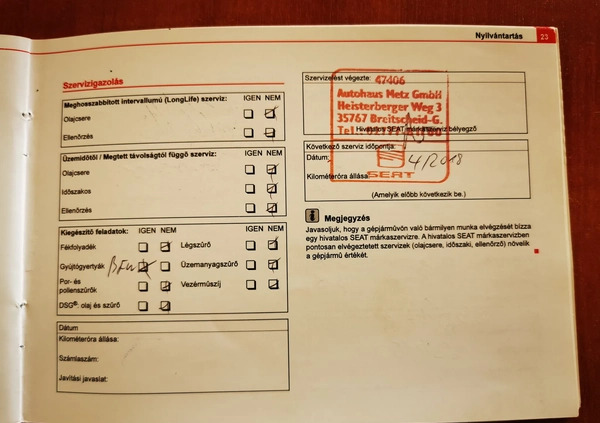 Nyilvántartás 23
Szervizigazolás
Meghosszabbított intervallumú (LongLife) szerviz: IGEN NEM
Olajcsere
Ellenőrzés
Üzemidőtől / Megtett távolságtól függő szerviz: IGEN NEM
Olajcsere
Időszakos
Ellenőrzés
Kiegészítő feladatok: IGEN NEM IGEN NEM
Fékfolyadék Légszűrő
Gyújtógyertyák Üzemanyagszűrő
Por- és
pollenszűrők Vezérműszíj
DSG®: olaj és szűrő
Dátum
Kilométeróra állása:
Számlaszám:
Javítási javaslat:
Szervizelést végezte: 47406
Autohaus Metz GmbH
Heisterberger Weg 3
35767 Breitscheid-G.
Tel.
Hivatalos SEAT márkaszerviz bélyegző
Következő szerviz időpontja:
Dátum: 4/2018
Kilométeróra állása:
SEAT
(Amelyik előbb következik be.)
Megjegyzés
Javasoljuk, hogy a gépjárművön való bármilyen munka elvégzését bízza
egy hivatalos SEAT márkaszervizre. A hivatalos SEAT márkaszervizben
pontosan elvégeztetett szervizek (olajcsere, időszaki, ellenőrző) növelik
a gépjármű értékét.